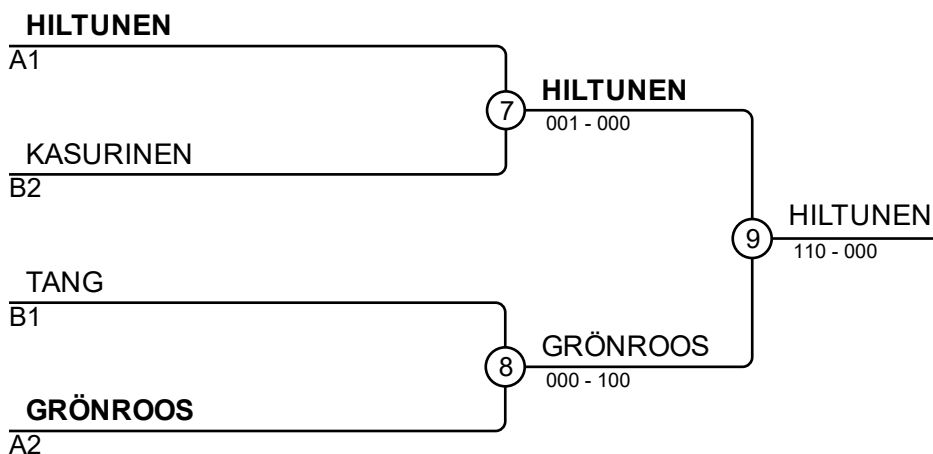 HILTUNEN
A1
7
HILTUNEN
001 - 000
KASURINEN
B2
9
HILTUNEN
110 - 000
TANG
B1
8
GRÖNROOS
000 - 100
GRÖNROOS
A2